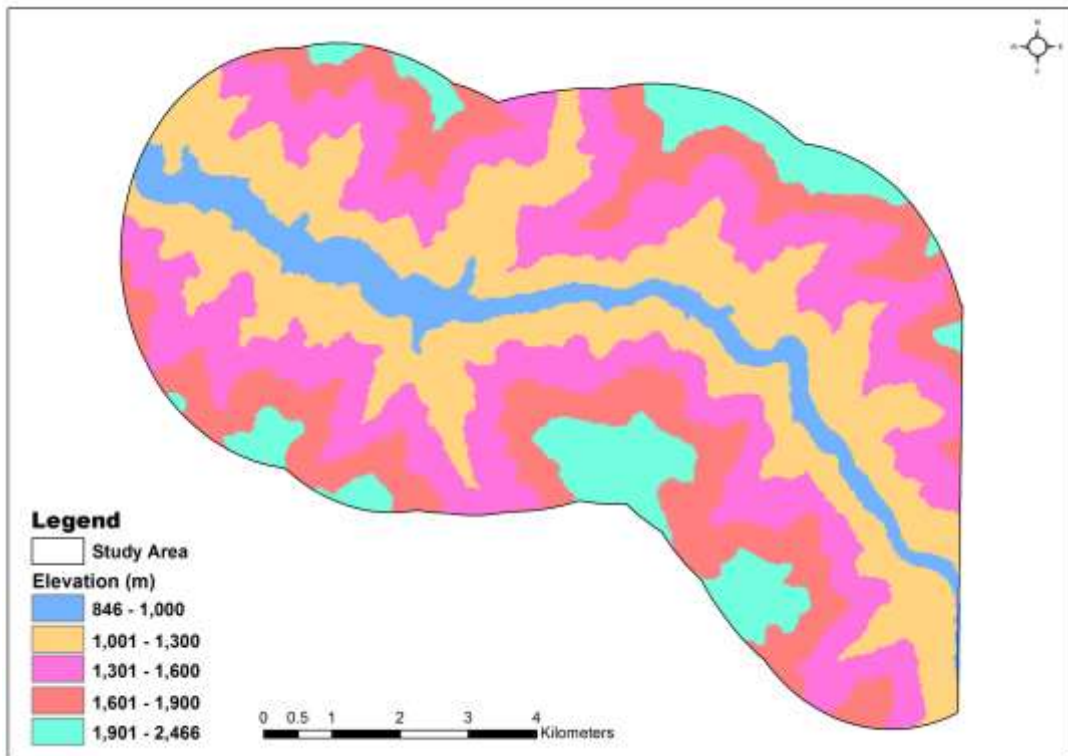 N
W E
S
Legend
Study Area
Elevation (m)
846 - 1,000
1,001 - 1,300
1,301 - 1,600
1,601 - 1,900
1,901 - 2,466
0 0.5 1 2 3 4
Kilometers